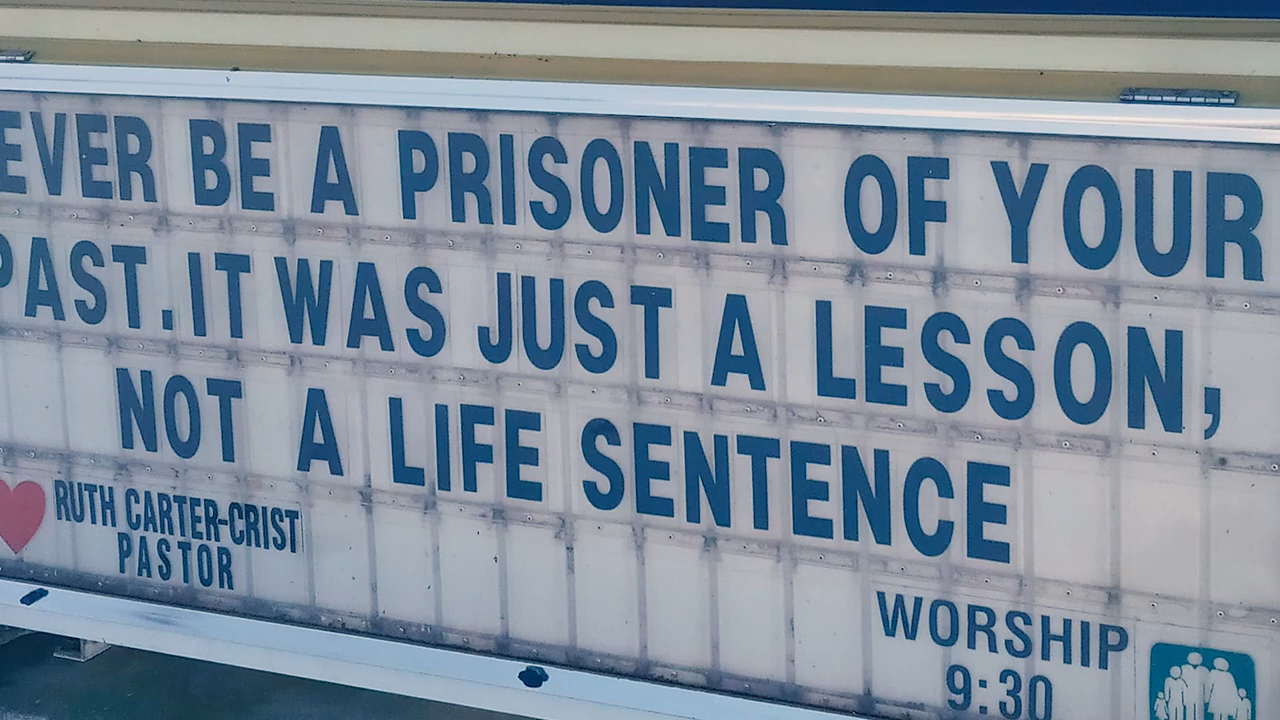 EVER BE A PRISONER OF YOUR
PAST. IT WAS JUST A LESSON,
NOT A LIFE SENTENCE
RUTH CARTER-CRIST
PASTOR
WORSHIP
9:30